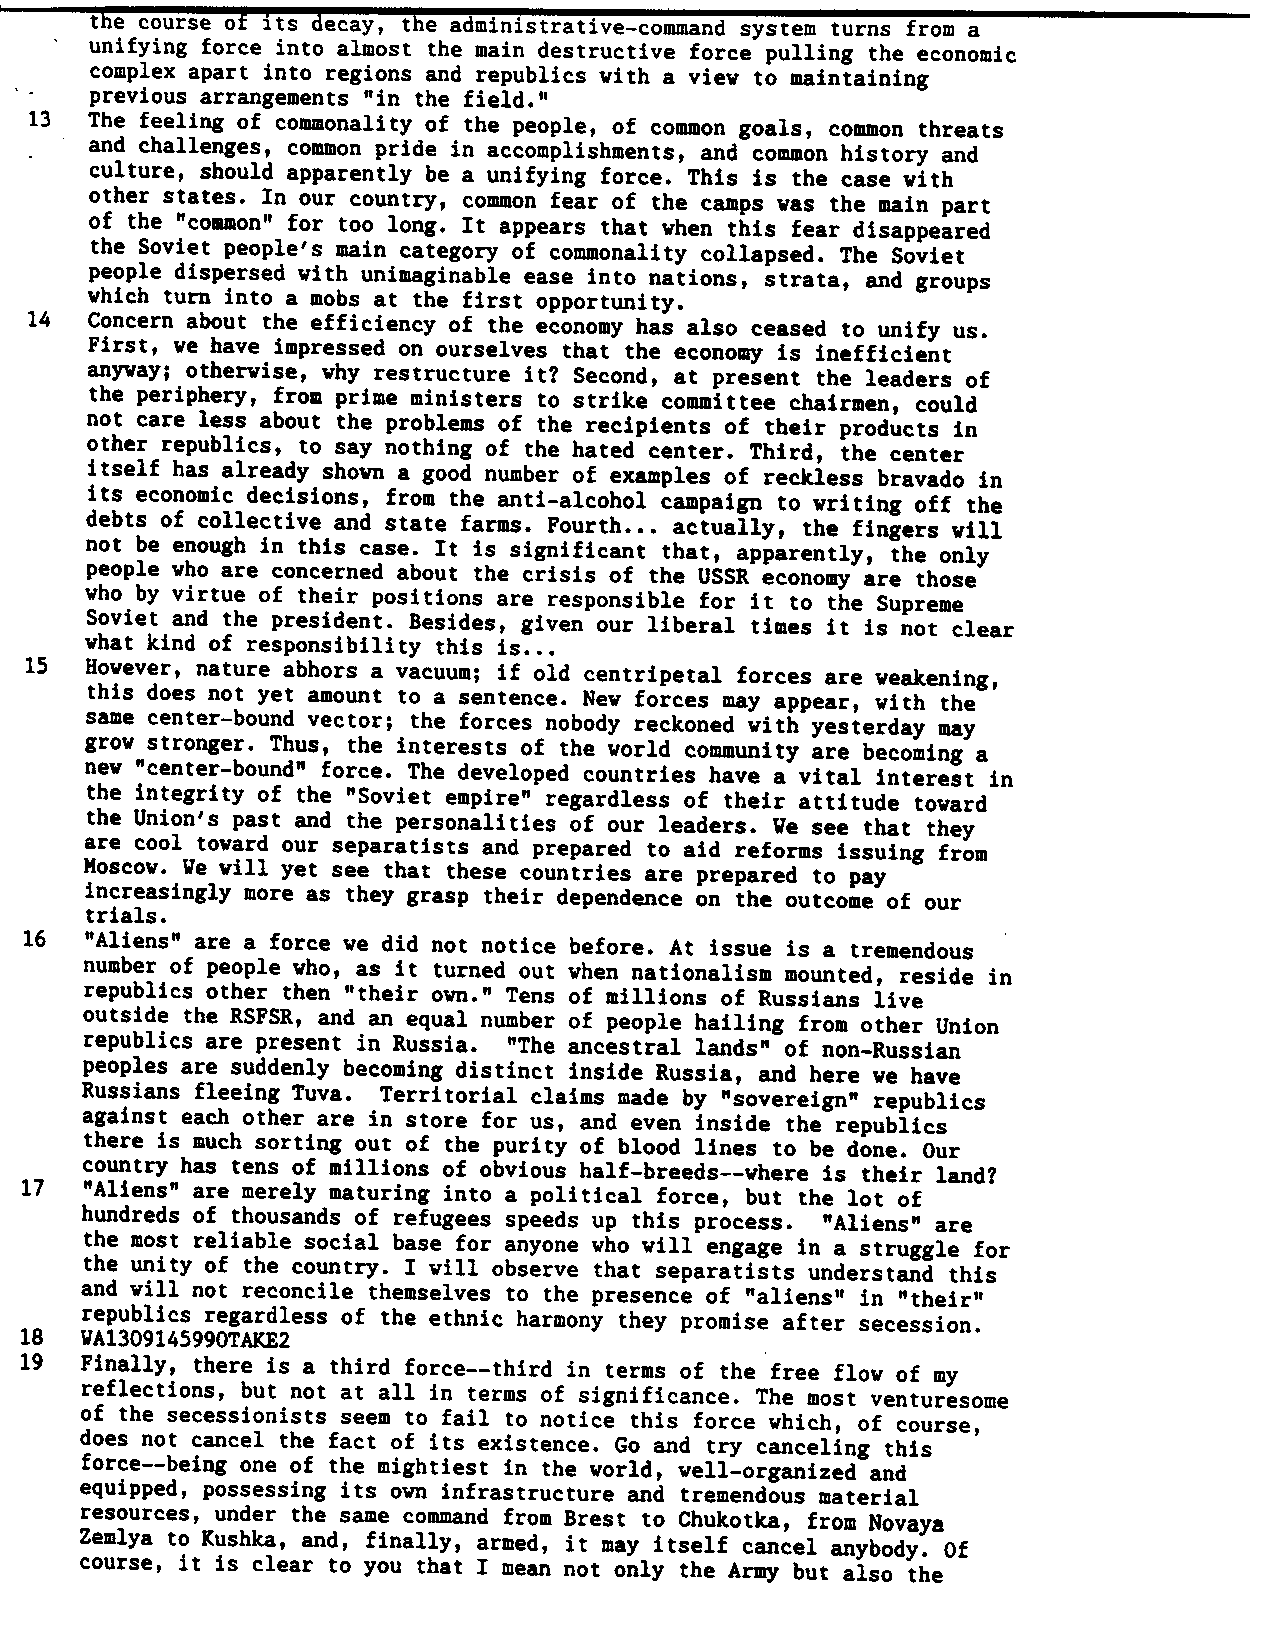 the course of its decay, the administrative-command system turns from a
unifying force into almost the main destructive force pulling the economic
complex apart into regions and republics with a view to maintaining
previous arrangements "in the field."
13 The feeling of commonality of the people, of common goals, common threats
and challenges, common pride in accomplishments, and common history and
culture, should apparently be a unifying force. This is the case with
other states. In our country, common fear of the camps was the main part
of the "common" for too long. It appears that when this fear disappeared
the Soviet people's main category of commonality collapsed. The Soviet
people dispersed with unimaginable ease into nations, strata, and groups
which turn into a mobs at the first opportunity.
14 Concern about the efficiency of the economy has also ceased to unify us.
First, we have impressed on ourselves that the economy is inefficient
anyway; otherwise, why restructure it? Second, at present the leaders of
the periphery, from prime ministers to strike committee chairmen, could
not care less about the problems of the recipients of their products in
other republics, to say nothing of the hated center. Third, the center
itself has already shown a good number of examples of reckless bravado in
its economic decisions, from the anti-alcohol campaign to writing off the
debts of collective and state farms. Fourth... actually, the fingers will
not be enough in this case. It is significant that, apparently, the only
people who are concerned about the crisis of the USSR economy are those
who by virtue of their positions are responsible for it to the Supreme
Soviet and the president. Besides, given our liberal times it is not clear
what kind of responsibility this is...
15 However, nature abhors a vacuum; if old centripetal forces are weakening,
this does not yet amount to a sentence. New forces may appear, with the
same center-bound vector; the forces nobody reckoned with yesterday may
grow stronger. Thus, the interests of the world community are becoming a
new "center-bound" force. The developed countries have a vital interest in
the integrity of the "Soviet empire" regardless of their attitude toward
the Union's past and the personalities of our leaders. We see that they
are cool toward our separatists and prepared to aid reforms issuing from
Moscow. We will yet see that these countries are prepared to pay
increasingly more as they grasp their dependence on the outcome of our
trials.
16 "Aliens" are a force we did not notice before. At issue is a tremendous
number of people who, as it turned out when nationalism mounted, reside in
republics other then "their own." Tens of millions of Russians live
outside the RSFSR, and an equal number of people hailing from other Union
republics are present in Russia. "The ancestral lands" of non-Russian
peoples are suddenly becoming distinct inside Russia, and here we have
Russians fleeing Tuva. Territorial claims made by "sovereign" republics
against each other are in store for us, and even inside the republics
there is much sorting out of the purity of blood lines to be done. Our
country has tens of millions of obvious half-breeds--where is their land?
17 "Aliens" are merely maturing into a political force, but the lot of
hundreds of thousands of refugees speeds up this process. "Aliens" are
the most reliable social base for anyone who will engage in a struggle for
the unity of the country. I will observe that separatists understand this
and will not reconcile themselves to the presence of "aliens" in "their"
republics regardless of the ethnic harmony they promise after secession.
18 WA1309145990TAKE2
19 Finally, there is a third force--third in terms of the free flow of my
reflections, but not at all in terms of significance. The most venturesome
of the secessionists seem to fail to notice this force which, of course,
does not cancel the fact of its existence. Go and try canceling this
force--being one of the mightiest in the world, well-organized and
equipped, possessing its own infrastructure and tremendous material
resources, under the same command from Brest to Chukotka, from Novaya
Zemlya to Kushka, and, finally, armed, it may itself cancel anybody. Of
course, it is clear to you that I mean not only the Army but also the